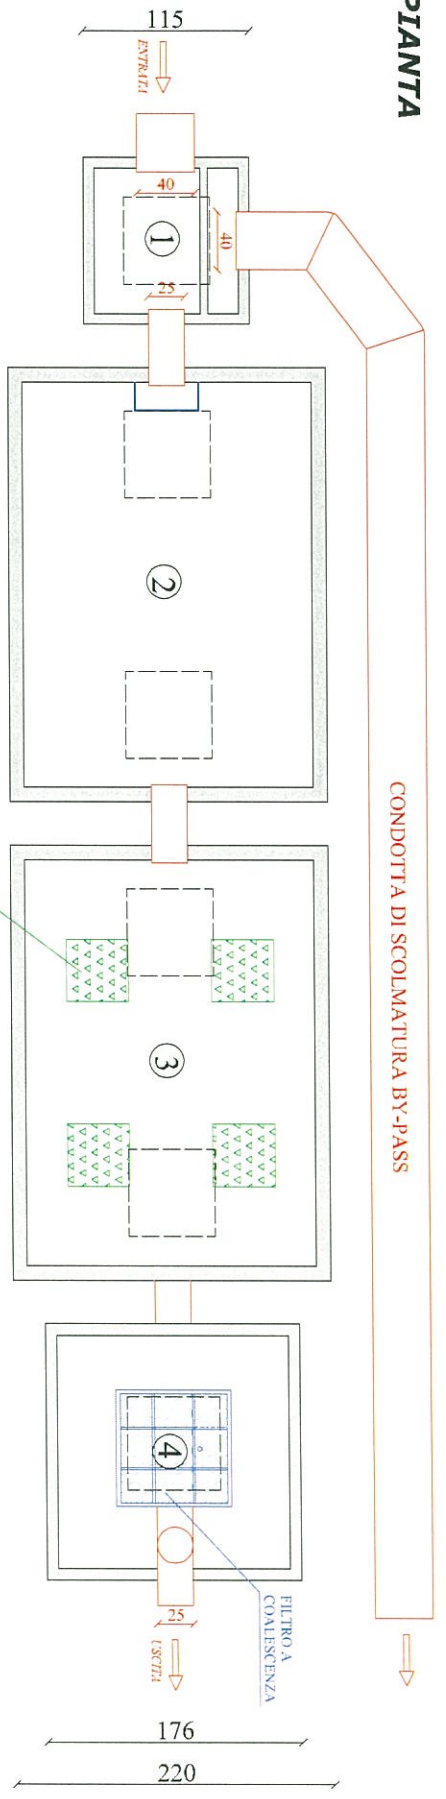 PIANTA
115
ENTRATA
40
40
1
25
2
CONDOTTA DI SCOLMATURA BY-PASS
3
4
FILTRO A
COALESCENZA
25
USCITA
176
220